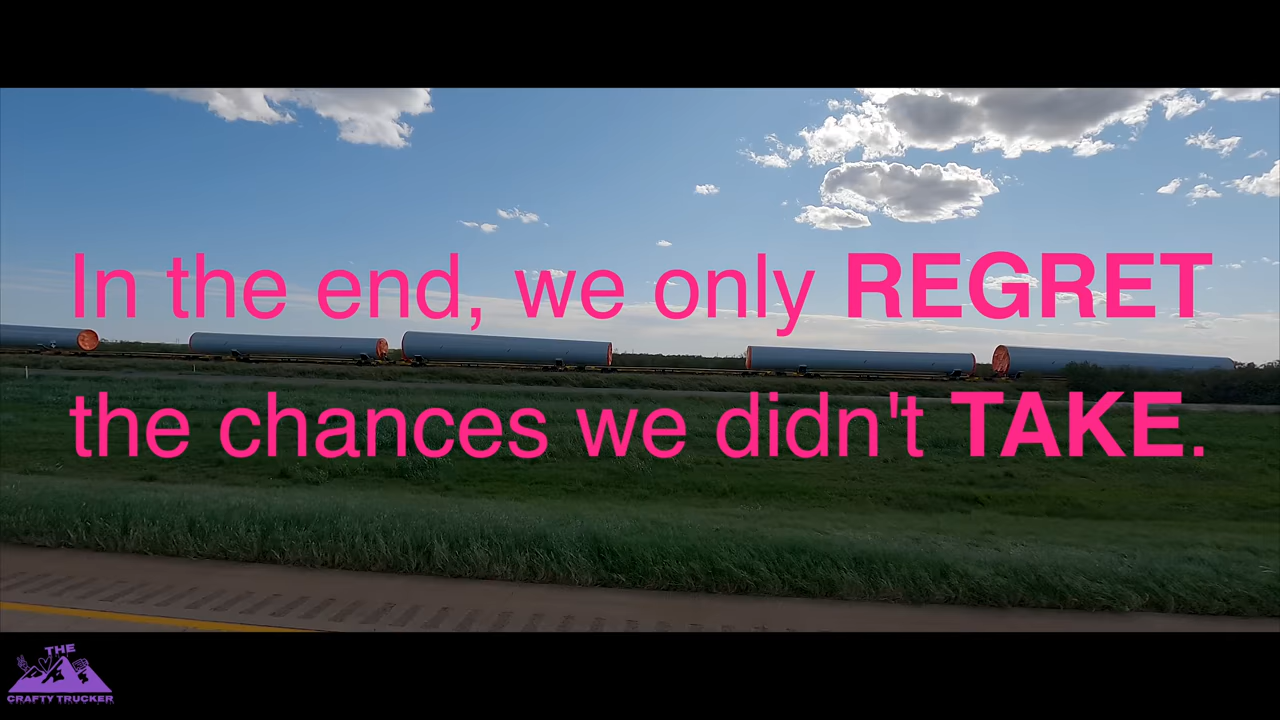 In the end, we only REGRET
the chances we didn't TAKE.
THE
CRAFTY TRUCKER